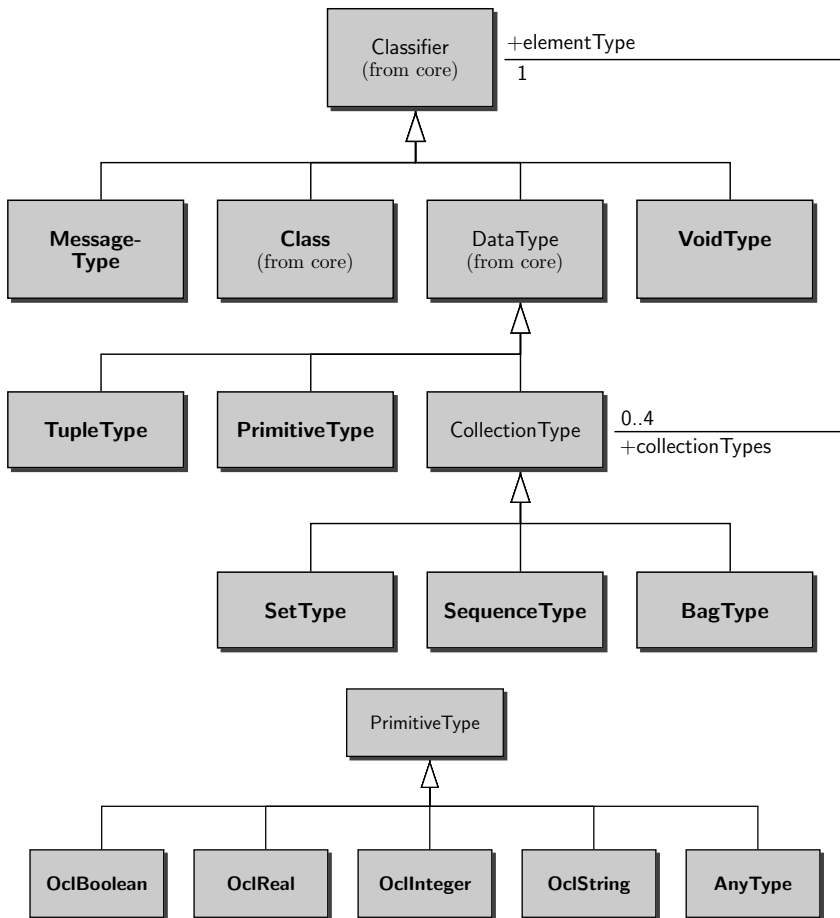 Classifier
(from core)
+elementType
1
Message-
Type
Class
(from core)
DataType
(from core)
VoidType
TupleType
PrimitiveType
CollectionType
0..4
+collectionTypes
SetType
SequenceType
BagType
PrimitiveType
OclBoolean
OclReal
OclInteger
OclString
AnyType